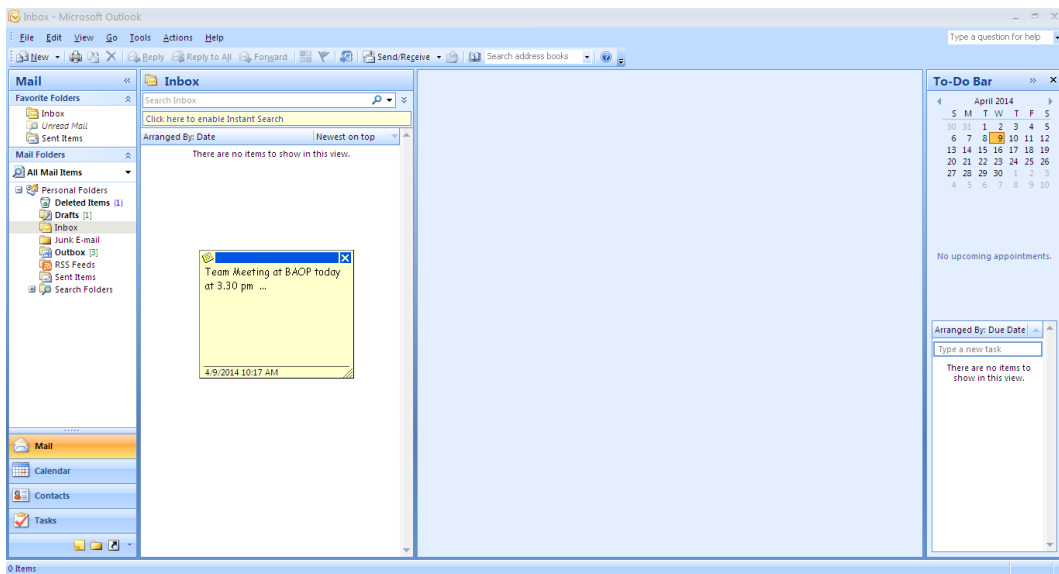 Inbox - Microsoft Outlook
File Edit View Go Tools Actions Help
Type a question for help
New Reply Reply to All Forward Send/Receive Search address books
Mail «
Favorite Folders
Inbox
Unread Mail
Sent Items
Mail Folders
All Mail Items
Personal Folders
Deleted Items (1)
Drafts [1]
Inbox
Junk E-mail
Outbox [3]
RSS Feeds
Sent Items
Search Folders
Mail
Calendar
Contacts
Tasks
Inbox
Search Inbox
Click here to enable Instant Search
Arranged By: Date Newest on top
There are no items to show in this view.
Team Meeting at BAOP today
at 3.30 pm ...
4/9/2014 10:17 AM
To-Do Bar »
April 2014
S M T W T F S
30 31 1 2 3 4 5
6 7 8 9 10 11 12
13 14 15 16 17 18 19
20 21 22 23 24 25 26
27 28 29 30 1 2 3
4 5 6 7 8 9 10
No upcoming appointments.
Arranged By: Due Date
Type a new task
There are no items to
show in this view.
0 Items